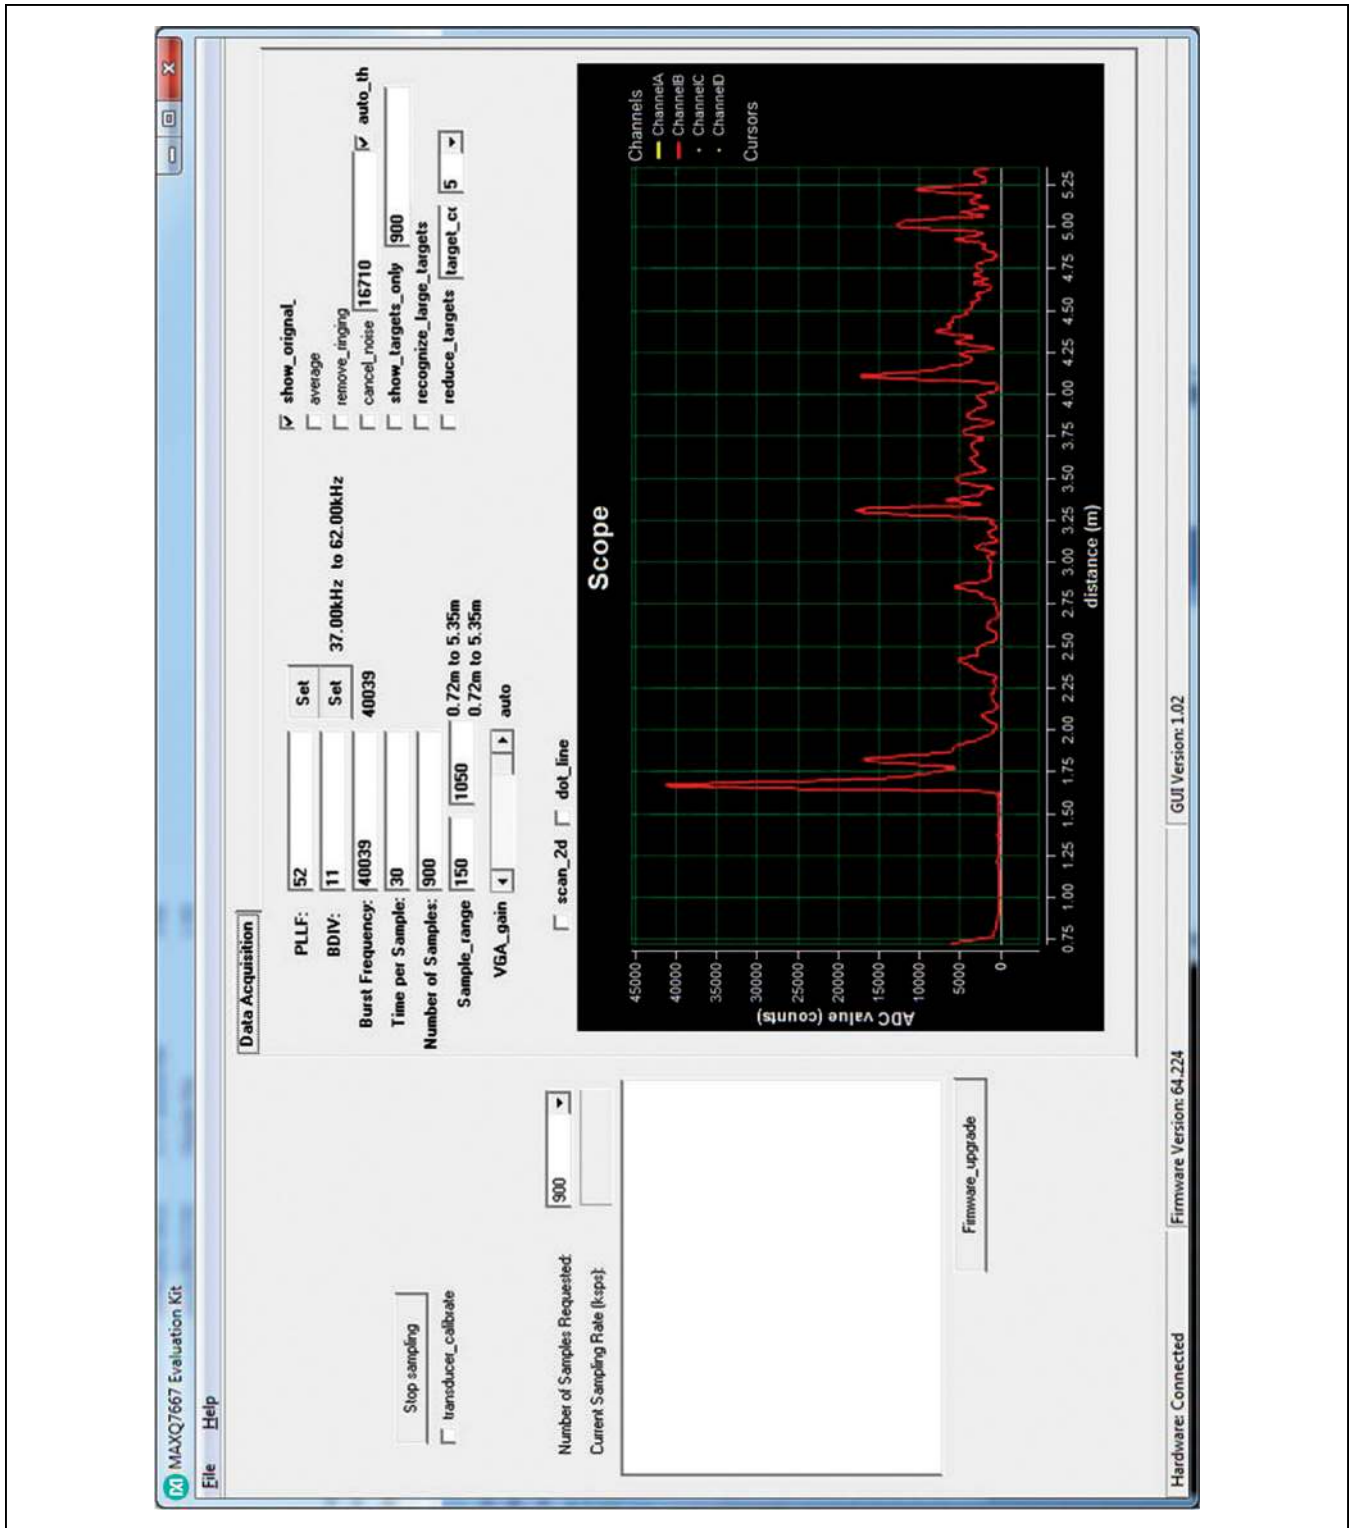 MAXQ7667 Evaluation Kit
File Help
Stop sampling
transducer_calibrate
Number of Samples Requested: 900
Current Sampling Rate (ksps):
Firmware_upgrade
Data Acquisition
PLLF: 52 Set
BDIV: 11 Set 37.00kHz to 62.00kHz
Burst Frequency: 40039 40039
Time per Sample: 30
Number of Samples: 900
Sample_range 150 1050 0.72m to 5.35m
0.72m to 5.35m
VGA_gain auto
show_orignal_
average
remove_ringing
cancel_noise 16710 auto_th
show_targets_only 900
recognize_large_targets
reduce_targets target_cc 5
scan_2d dot_line
Scope
Channels
ChannelA
ChannelB
ChannelC
ChannelD
Cursors
ADC value (counts)
45000
40000
35000
30000
25000
20000
15000
10000
5000
0
0.75 1.00 1.25 1.50 1.75 2.00 2.25 2.50 2.75 3.00 3.25 3.50 3.75 4.00 4.25 4.50 4.75 5.00 5.25
distance (m)
Hardware: Connected Firmware Version: 64.224 GUI Version: 1.02